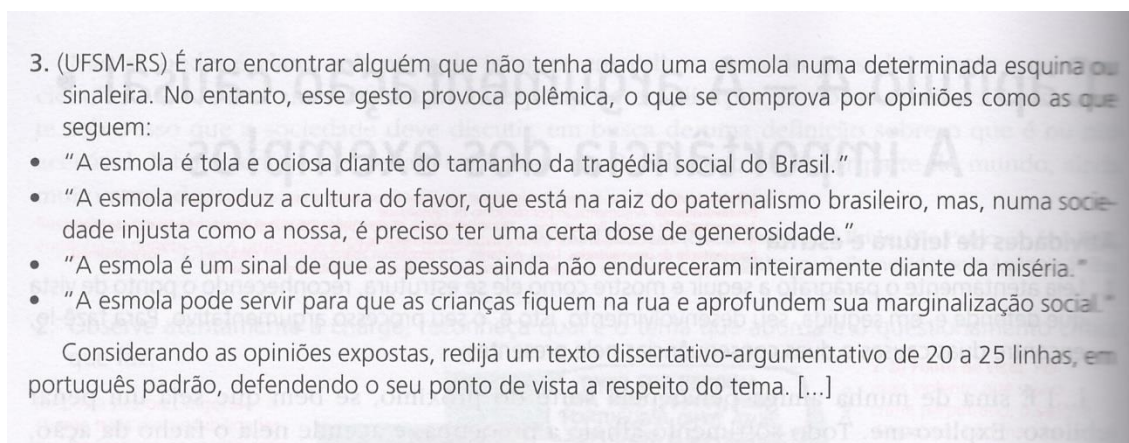 3. (UFSM-RS) É raro encontrar alguém que não tenha dado uma esmola numa determinada esquina ou
sinaleira. No entanto, esse gesto provoca polêmica, o que se comprova por opiniões como as que
seguem:
• "A esmola é tola e ociosa diante do tamanho da tragédia social do Brasil."
• "A esmola reproduz a cultura do favor, que está na raiz do paternalismo brasileiro, mas, numa socie-
dade injusta como a nossa, é preciso ter uma certa dose de generosidade."
• "A esmola é um sinal de que as pessoas ainda não endureceram inteiramente diante da miséria."
• "A esmola pode servir para que as crianças fiquem na rua e aprofundem sua marginalização social."
Considerando as opiniões expostas, redija um texto dissertativo-argumentativo de 20 a 25 linhas, em
português padrão, defendendo o seu ponto de vista a respeito do tema. [...]